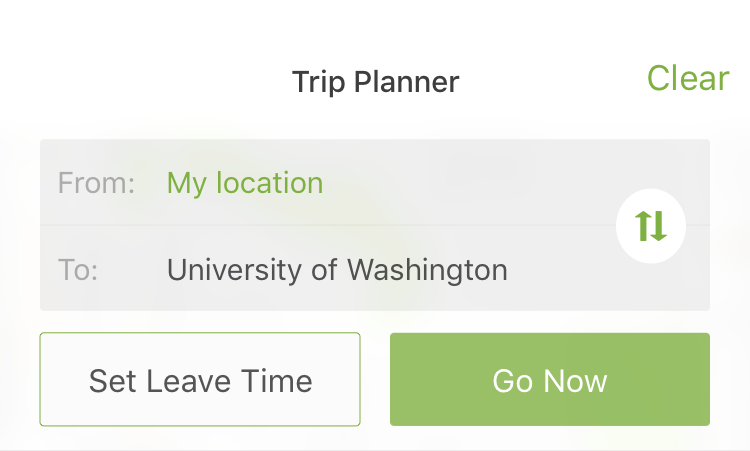 Trip Planner Clear
From: My location
To: University of Washington
Set Leave Time Go Now